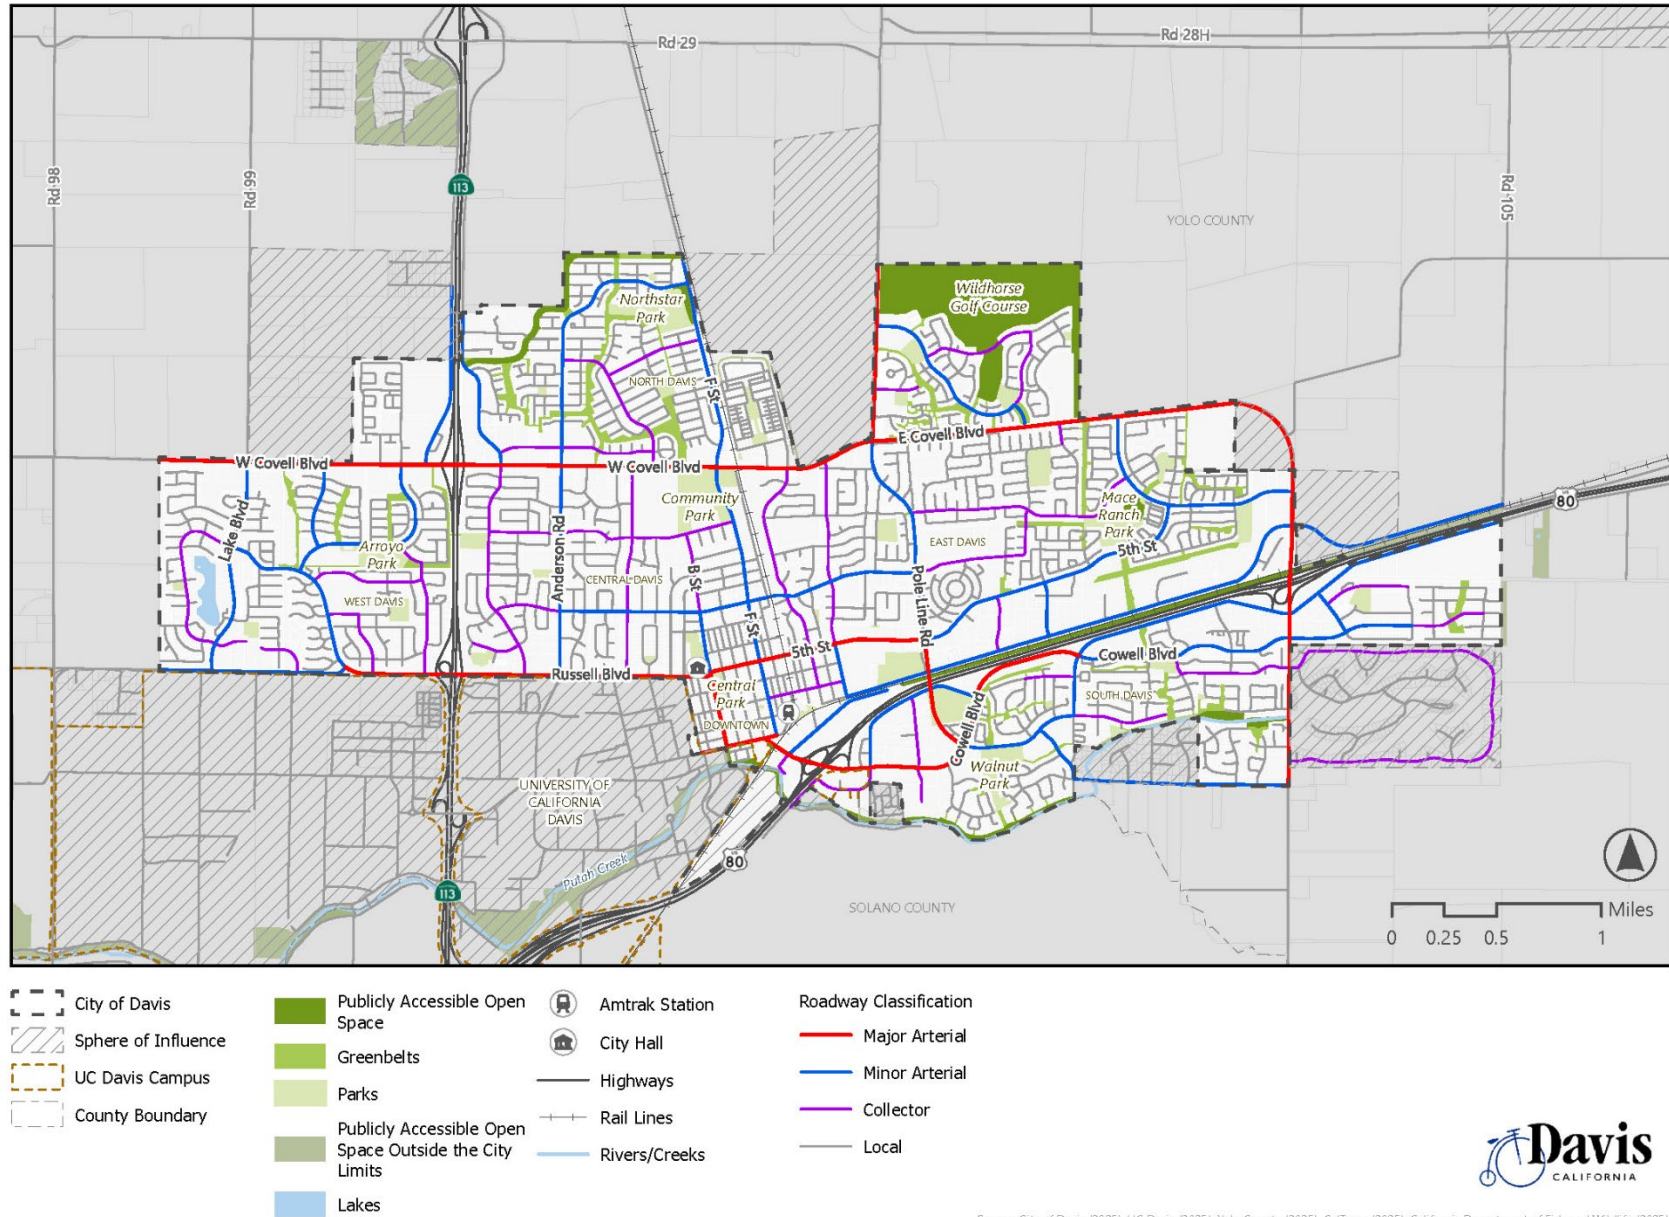 Rd 29
Rd 28H
Rd 98
Rd 99
113
Rd 105
YOLO COUNTY
Wildhorse
Golf Course
Northstar
Park
NORTH DAVIS
F St
E Covell Blvd
W Covell Blvd
W Covell Blvd
Community
Park
Mace
Ranch
Park
80
Lake Blvd
Arroyo
Park
Anderson Rd
EAST DAVIS
5th St
CENTRAL DAVIS
B St
Pole Line Rd
WEST DAVIS
F St
5th St
Cowell Blvd
Russell Blvd
Central
Park
SOUTH DAVIS
DOWNTOWN
Cowell Blvd
Walnut
Park
UNIVERSITY OF
CALIFORNIA
DAVIS
Putah Creek
80
113
SOLANO COUNTY
Miles
0 0.25 0.5 1
City of Davis
Sphere of Influence
UC Davis Campus
County Boundary
Publicly Accessible Open
Space
Greenbelts
Parks
Publicly Accessible Open
Space Outside the City
Limits
Lakes
Amtrak Station
City Hall
Highways
Rail Lines
Rivers/Creeks
Roadway Classification
Major Arterial
Minor Arterial
Collector
Local
Davis
CALIFORNIA